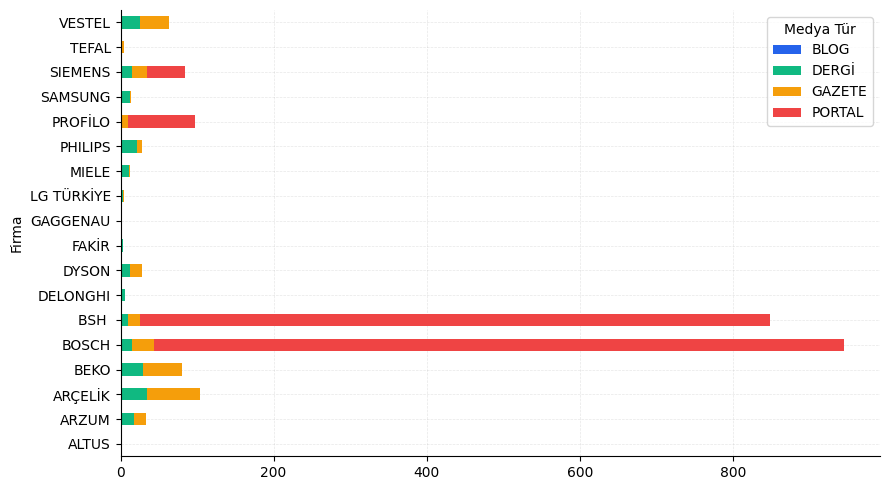 Firma
VESTEL
TEFAL
SIEMENS
SAMSUNG
PROFİLO
PHILIPS
MIELE
LG TÜRKİYE
GAGGENAU
FAKİR
DYSON
DELONGHI
BSH
BOSCH
BEKO
ARÇELİK
ARZUM
ALTUS
0 200 400 600 800
Medya Tür
BLOG
DERGİ
GAZETE
PORTAL